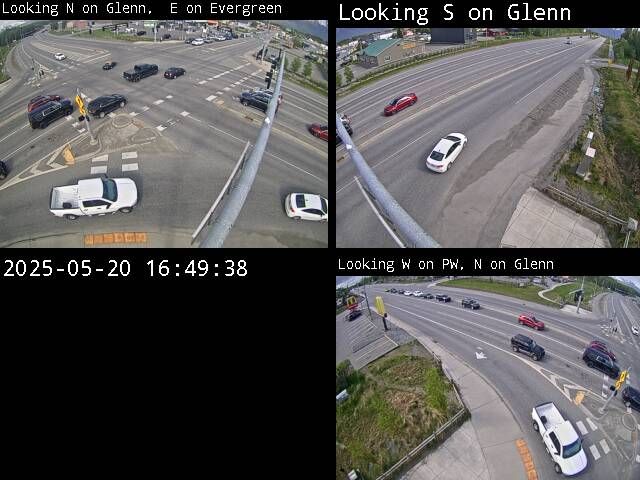 Looking N on Glenn,  E on Evergreen
Looking S on Glenn
2025-05-20 16:49:38
Looking W on PW, N on Glenn